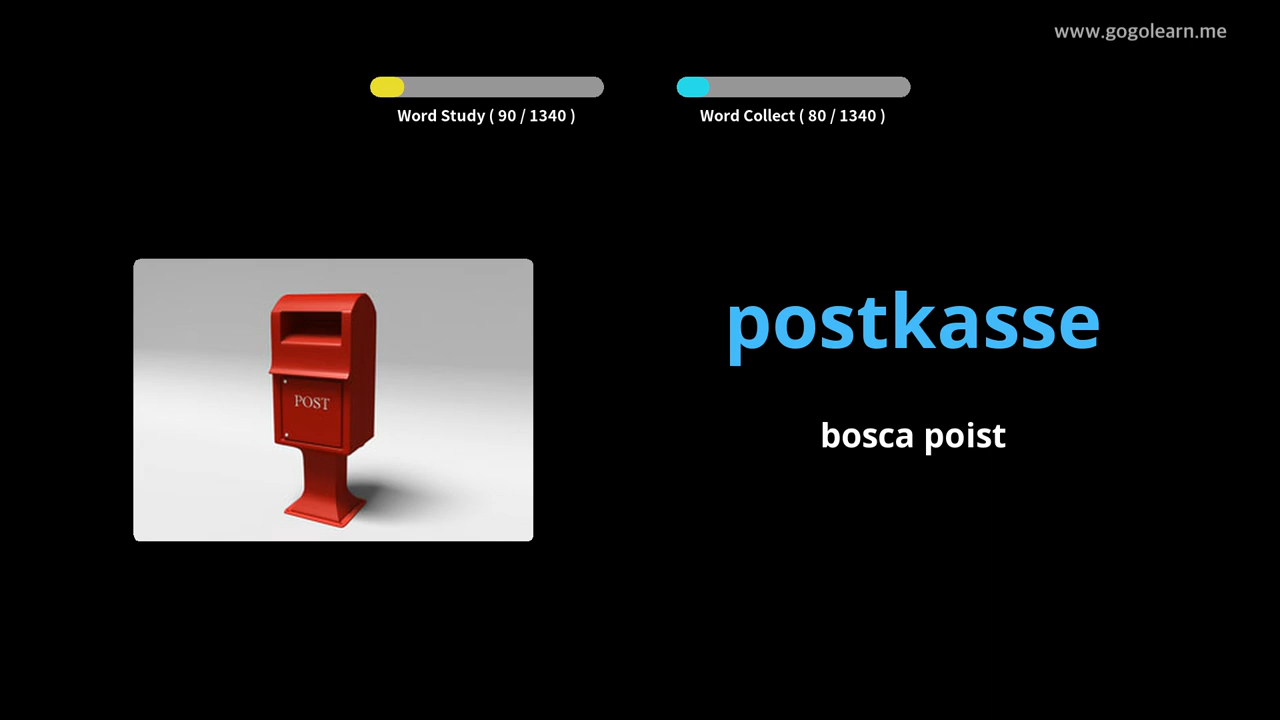 www.gogolearn.me
Word Study ( 90 / 1340 )
Word Collect ( 80 / 1340 )
POST
postkasse
bosca poist